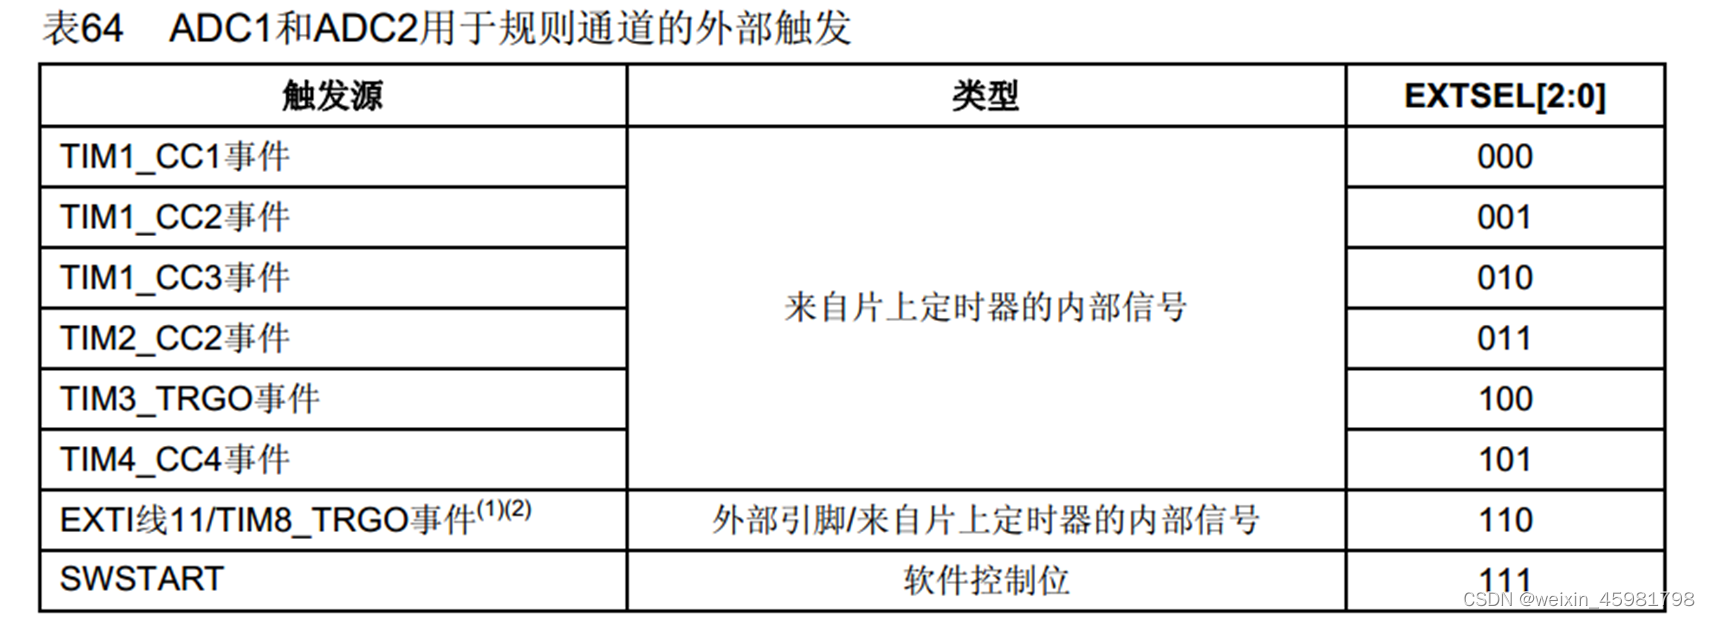 表64 ADC1和ADC2用于规则通道的外部触发
触发源 类型 EXTSEL[2:0]
TIM1_CC1事件 000
TIM1_CC2事件 001
TIM1_CC3事件 010
来自片上定时器的内部信号
TIM2_CC2事件 011
TIM3_TRGO事件 100
TIM4_CC4事件 101
EXTI线11/TIM8_TRGO事件(1)(2) 外部引脚/来自片上定时器的内部信号 110
SWSTART 软件控制位 111
CSDN @weixin_45981798